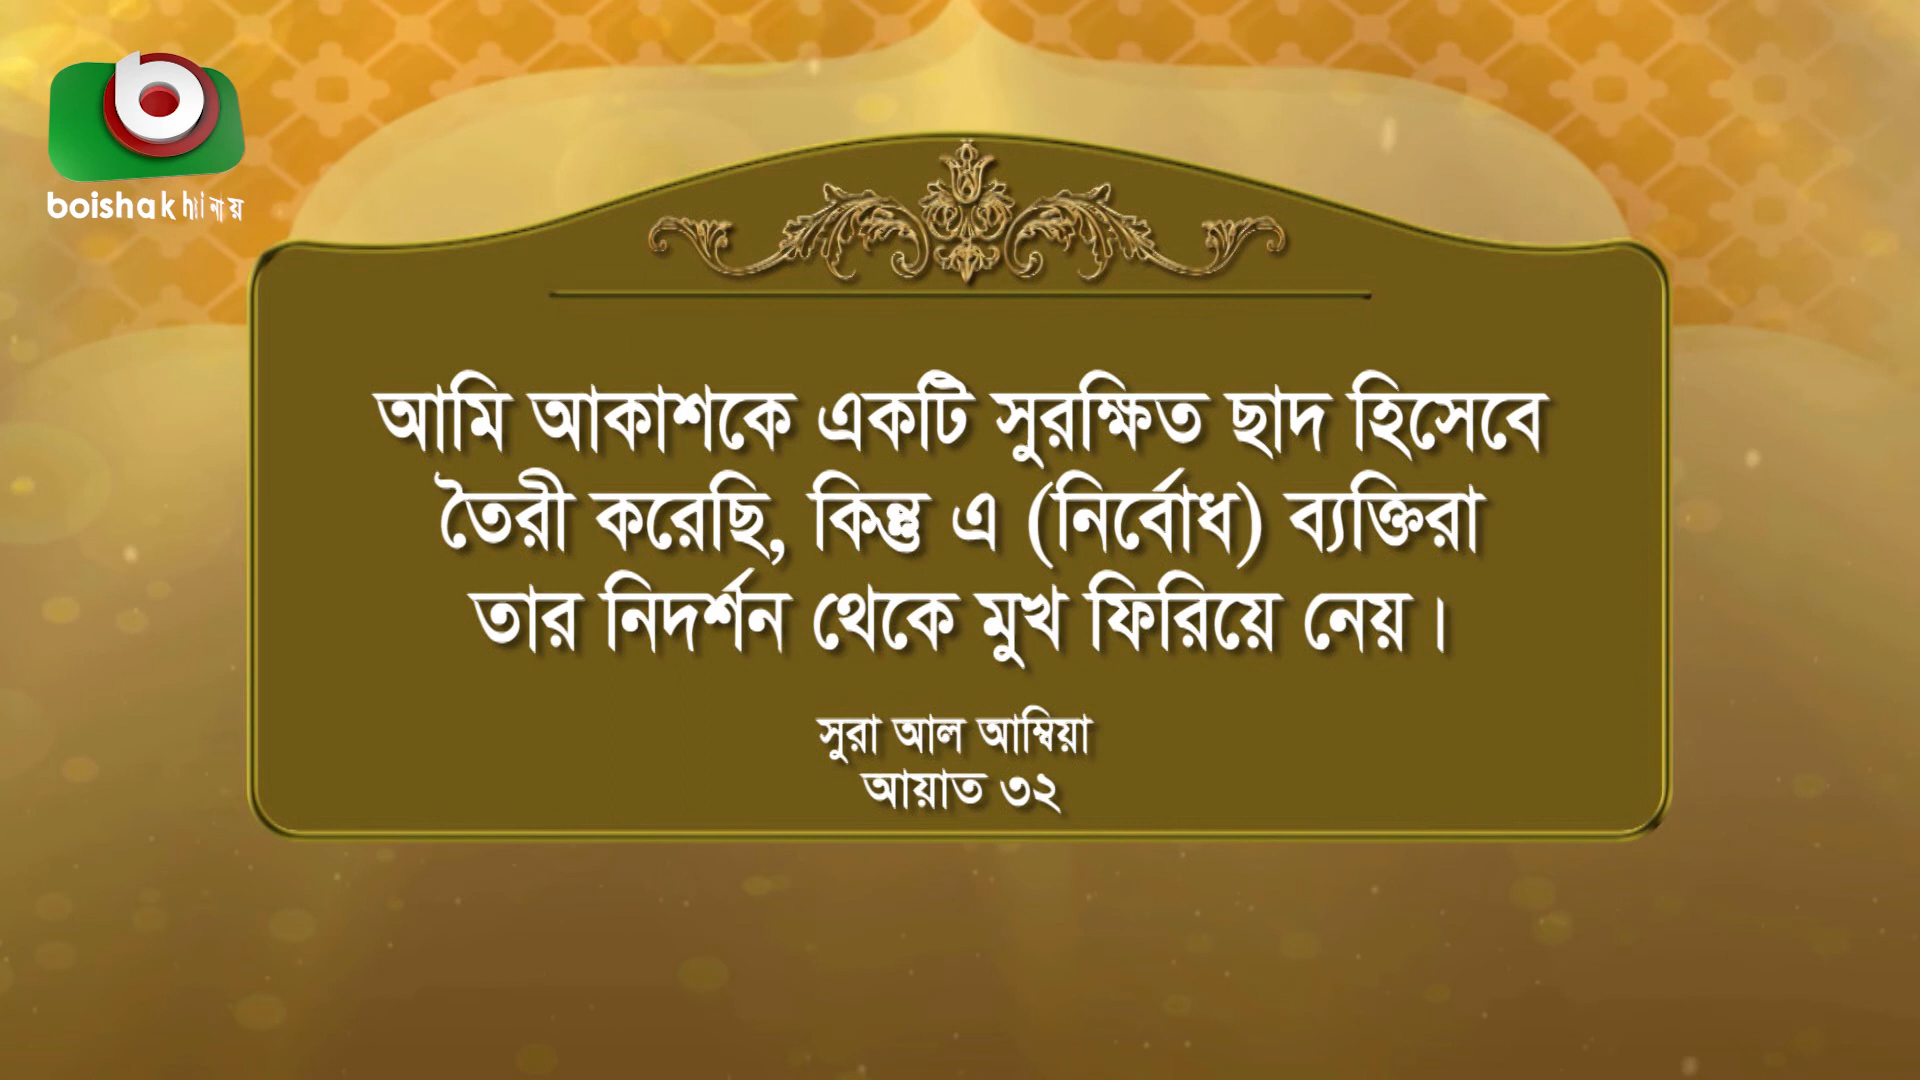 boishakhi
আমি আকাশকে একটি সুরক্ষিত ছাদ হিসেবে
তৈরী করেছি, কিন্তু এ (নির্বোধ) ব্যক্তিরা
তার নিদর্শন থেকে মুখ ফিরিয়ে নেয়।
সুরা আল আম্বিয়া
আয়াত ৩২